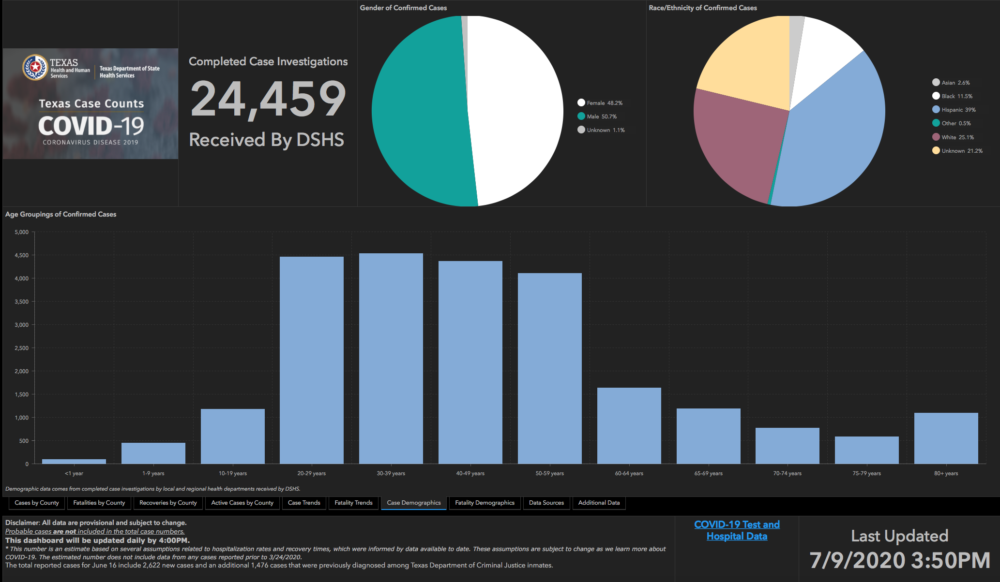 TEXAS
Health and Human
Services
Texas Department of State
Health Services
Texas Case Counts
COVID-19
CORONAVIRUS DISEASE 2019
Completed Case Investigations
24,459
Received By DSHS
Gender of Confirmed Cases
Female 48.2%
Male 50.7%
Unknown 1.1%
Race/Ethnicity of Confirmed Cases
Asian 2.6%
Black 11.5%
Hispanic 39%
Other 0.5%
White 25.1%
Unknown 21.2%
Age Groupings of Confirmed Cases
5,000
4,500
4,000
3,500
3,000
2,500
2,000
1,500
1,000
500
0
<1 year 1-9 years 10-19 years 20-29 years 30-39 years 40-49 years 50-59 years 60-64 years 65-69 years 70-74 years 75-79 years 80+ years
Demographic data comes from completed case investigations by local and regional health departments received by DSHS.
Cases by County Fatalities by County Recoveries by County Active Cases by County Case Trends Fatality Trends Case Demographics Fatality Demographics Data Sources Additional Data
Disclaimer: All data are provisional and subject to change.
Probable cases are not included in the total case numbers.
This dashboard will be updated daily by 4:00PM.
* This number is an estimate based on several assumptions related to hospitalization rates and recovery times, which were informed by data available to date. These assumptions are subject to change as we learn more about
COVID-19. The estimated number does not include data from any cases reported prior to 3/24/2020.
The total reported cases for June 16 include 2,622 new cases and an additional 1,476 cases that were previously diagnosed among Texas Department of Criminal Justice inmates.
COVID-19 Test and
Hospital Data
Last Updated
7/9/2020 3:50PM